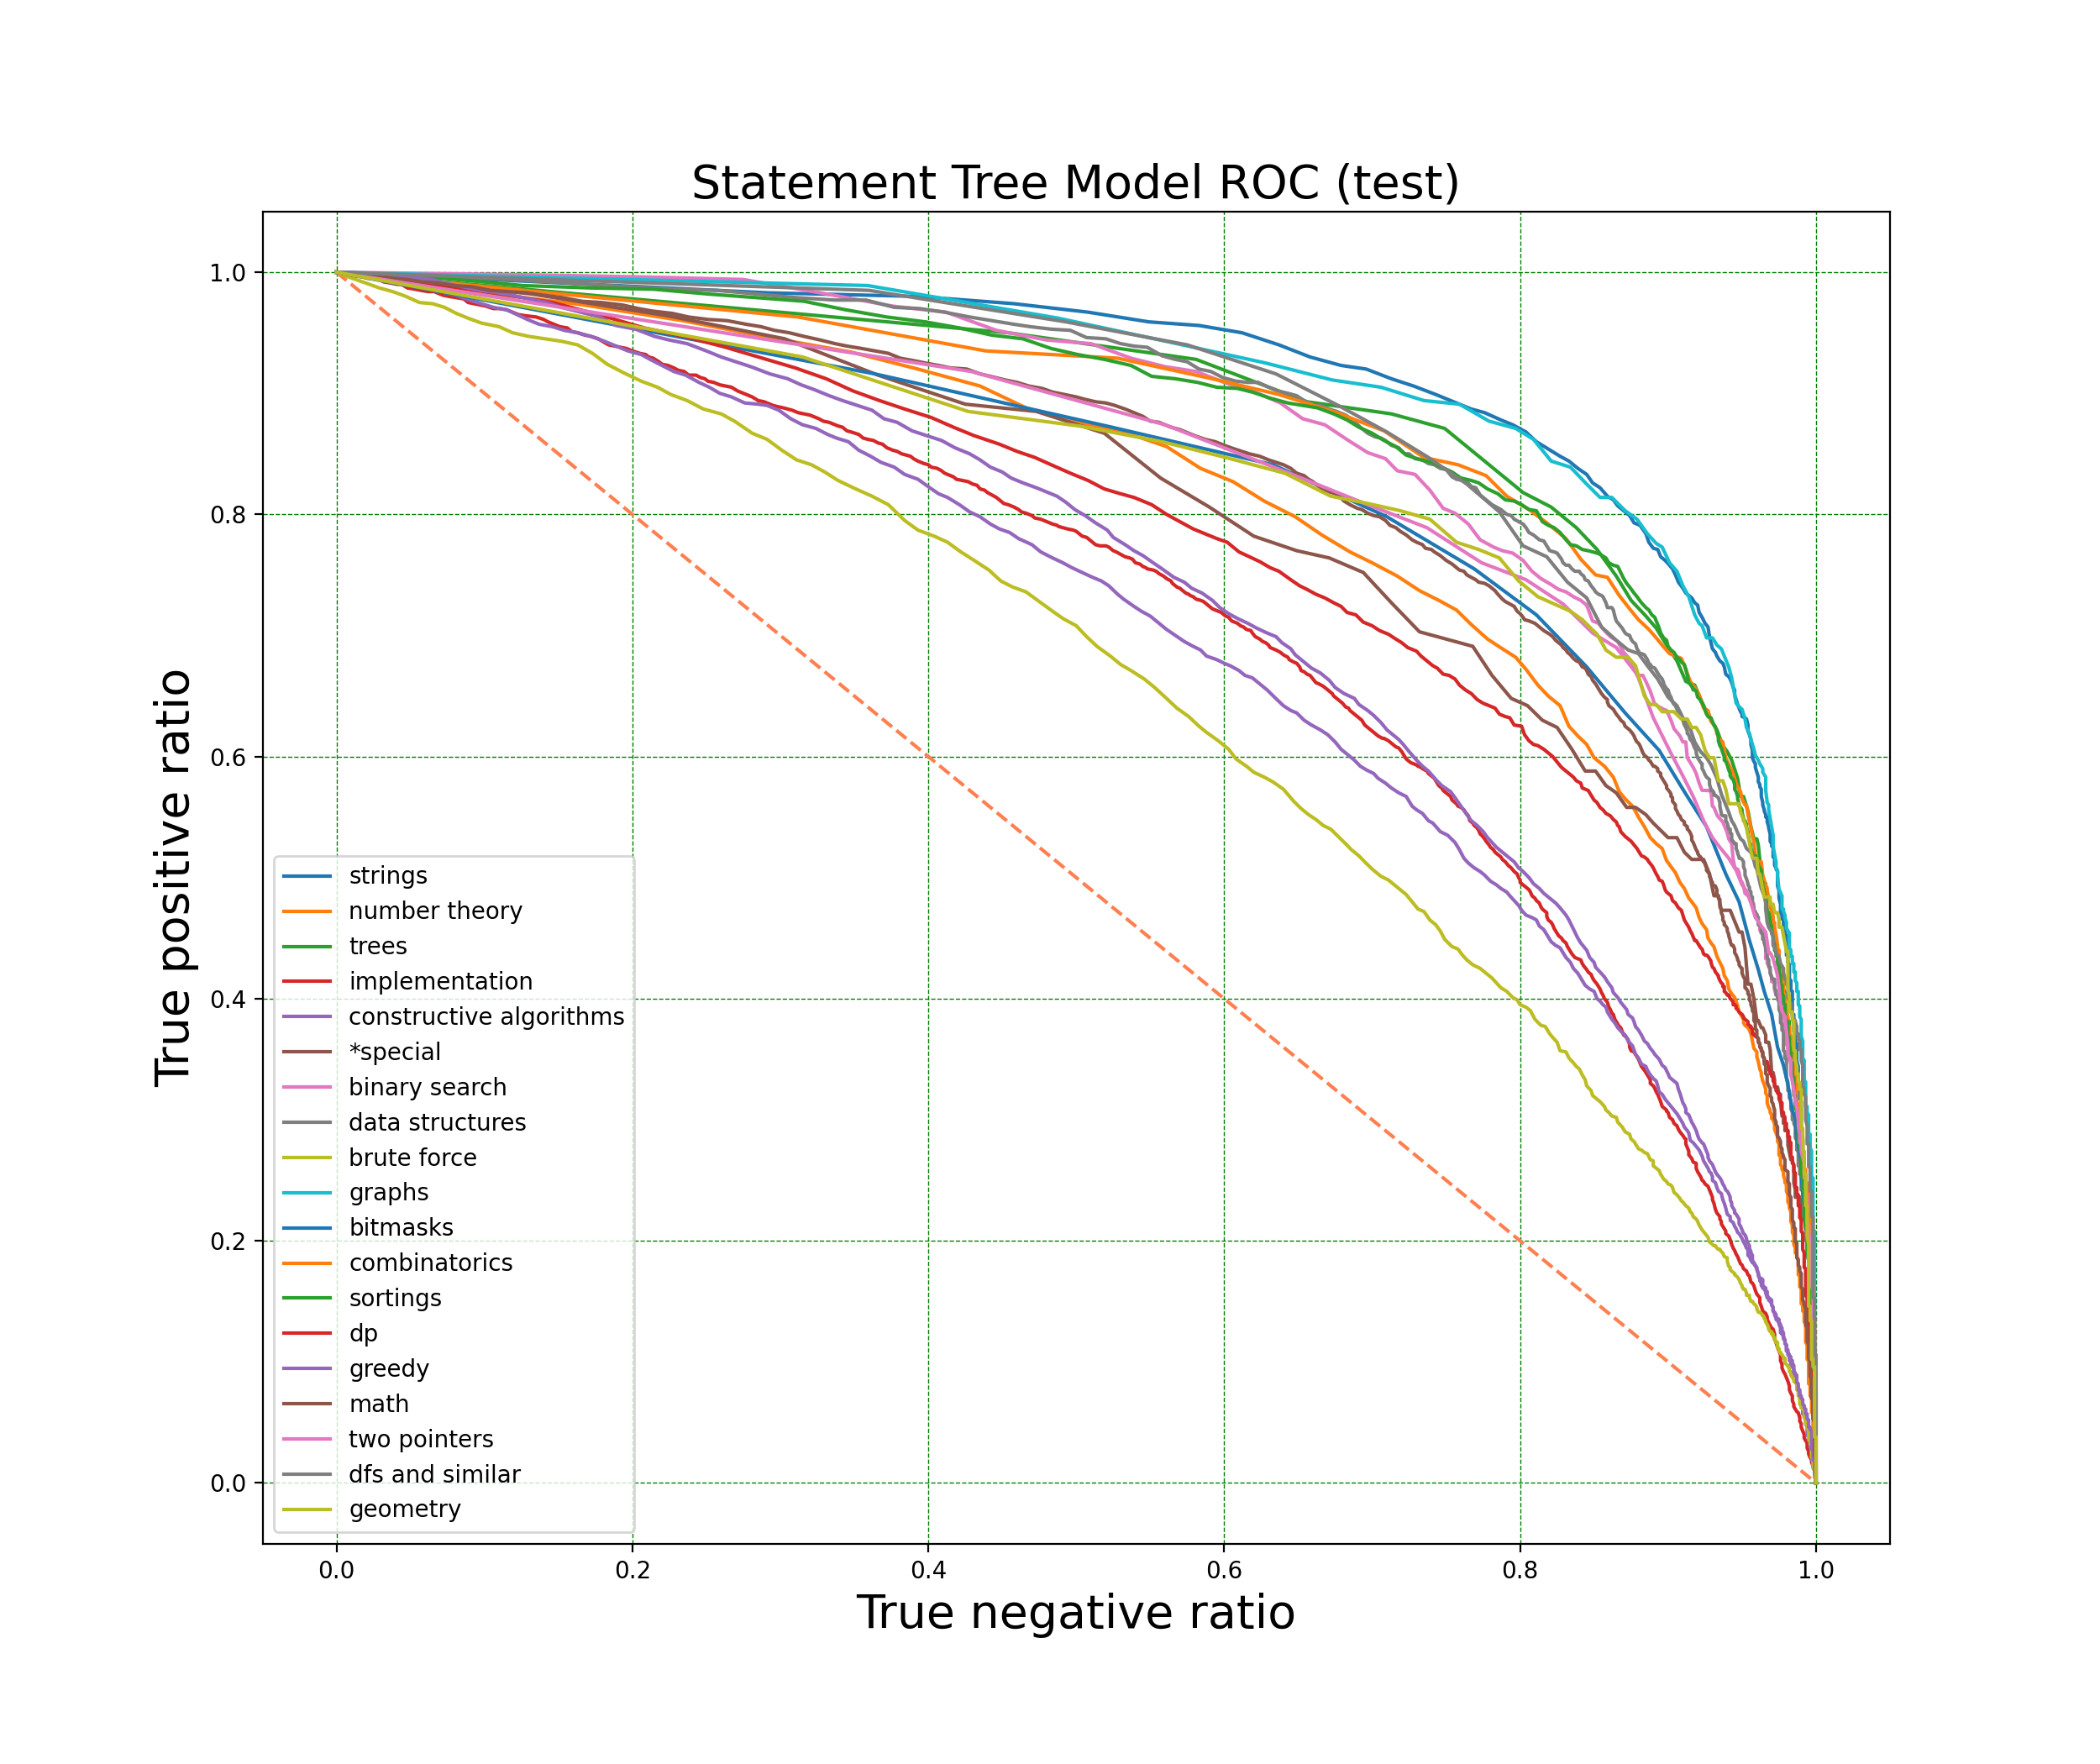 Statement Tree Model ROC (test)
True positive ratio
1.0
0.8
0.6
0.4
0.2
0.0
strings
number theory
trees
implementation
constructive algorithms
*special
binary search
data structures
brute force
graphs
bitmasks
combinatorics
sortings
dp
greedy
math
two pointers
dfs and similar
geometry
0.0 0.2 0.4 0.6 0.8 1.0
True negative ratio